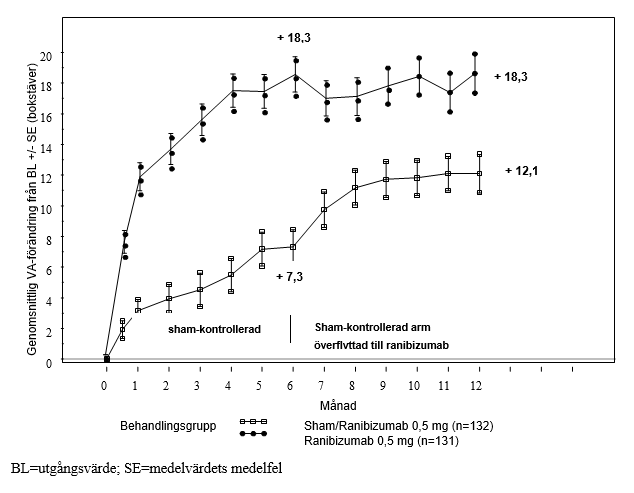 + 18,3
20
18
16
14
12
10
8
6
4
2
0
Genomsnittlig VA-förändring från BL +/- SE (bokstäver)
+ 18,3
+ 12,1
+ 7,3
sham-kontrollerad
Sham-kontrollerad arm
överflvttad till ranibizumab
0 1 2 3 4 5 6 7 8 9 10 11 12
Månad
Behandlingsgrupp
Sham/Ranibizumab 0,5 mg (n=132)
Ranibizumab 0,5 mg (n=131)
BL=utgångsvärde; SE=medelvärdets medelfel